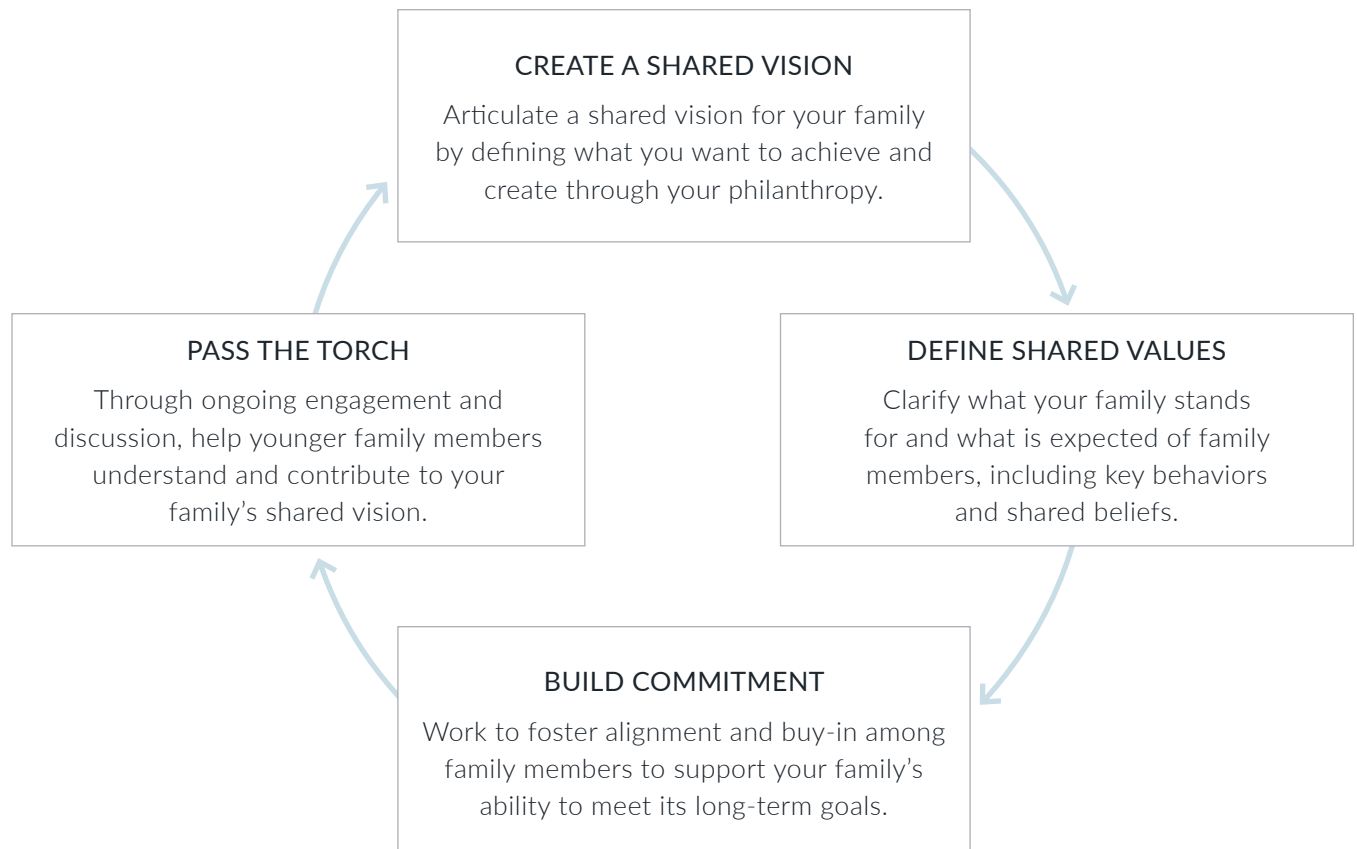 CREATE A SHARED VISION
Articulate a shared vision for your family
by defining what you want to achieve and
create through your philanthropy.
DEFINE SHARED VALUES
Clarify what your family stands
for and what is expected of family
members, including key behaviors
and shared beliefs.
BUILD COMMITMENT
Work to foster alignment and buy-in among
family members to support your family’s
ability to meet its long-term goals.
PASS THE TORCH
Through ongoing engagement and
discussion, help younger family members
understand and contribute to your
family’s shared vision.